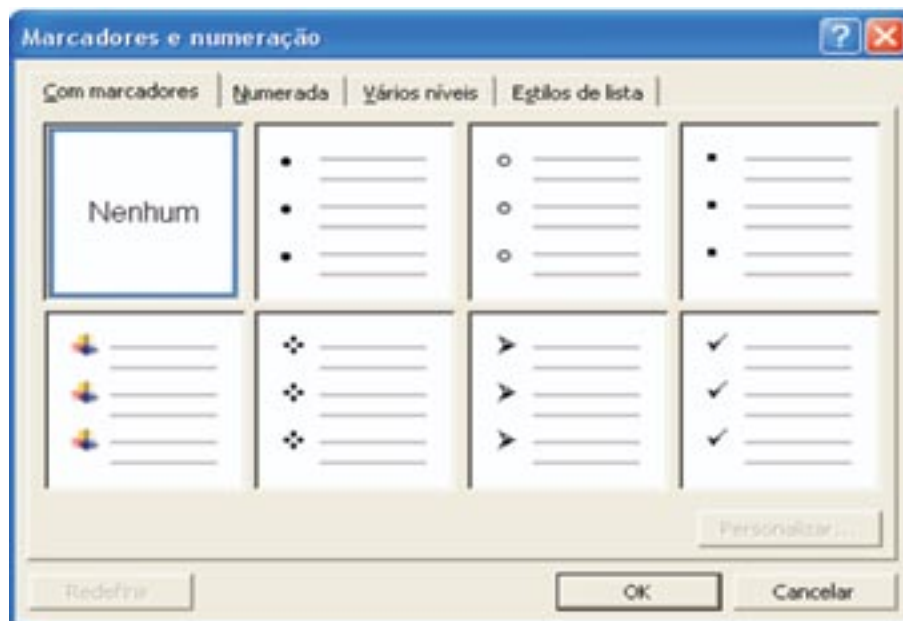 Marcadores e numeração
Com marcadores
Numerada
Vários níveis
Estilos de lista
Nenhum
Personalizar...
Redefinir
OK
Cancelar